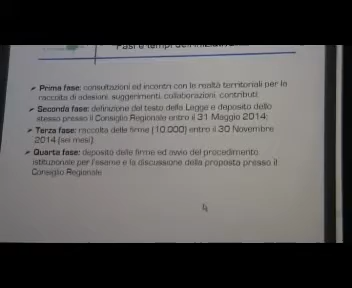 Fasi e tempi dell'iniziativa
➤ Prima fase: consultazioni ed incontri con le realtà territoriali per la
raccolta di adesioni, suggerimenti, collaborazioni, contributi;
➤ Seconda fase: definizione del testo della Legge e deposito dello
stesso presso il Consiglio Regionale entro il 31 Maggio 2014;
➤ Terza fase: raccolta delle firme (10.000) entro il 30 Novembre
2014 (sei mesi)
➤ Quarta fase: deposito delle firme ed avvio del procedimento
istituzionale per l'esame e la discussione della proposta presso il
Consiglio Regionale
4